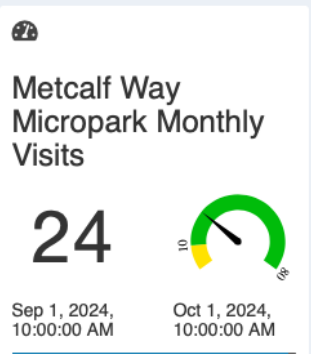 Metcalf Way
Micropark Monthly
Visits
24
10
80
Sep 1, 2024,
10:00:00 AM
Oct 1, 2024,
10:00:00 AM